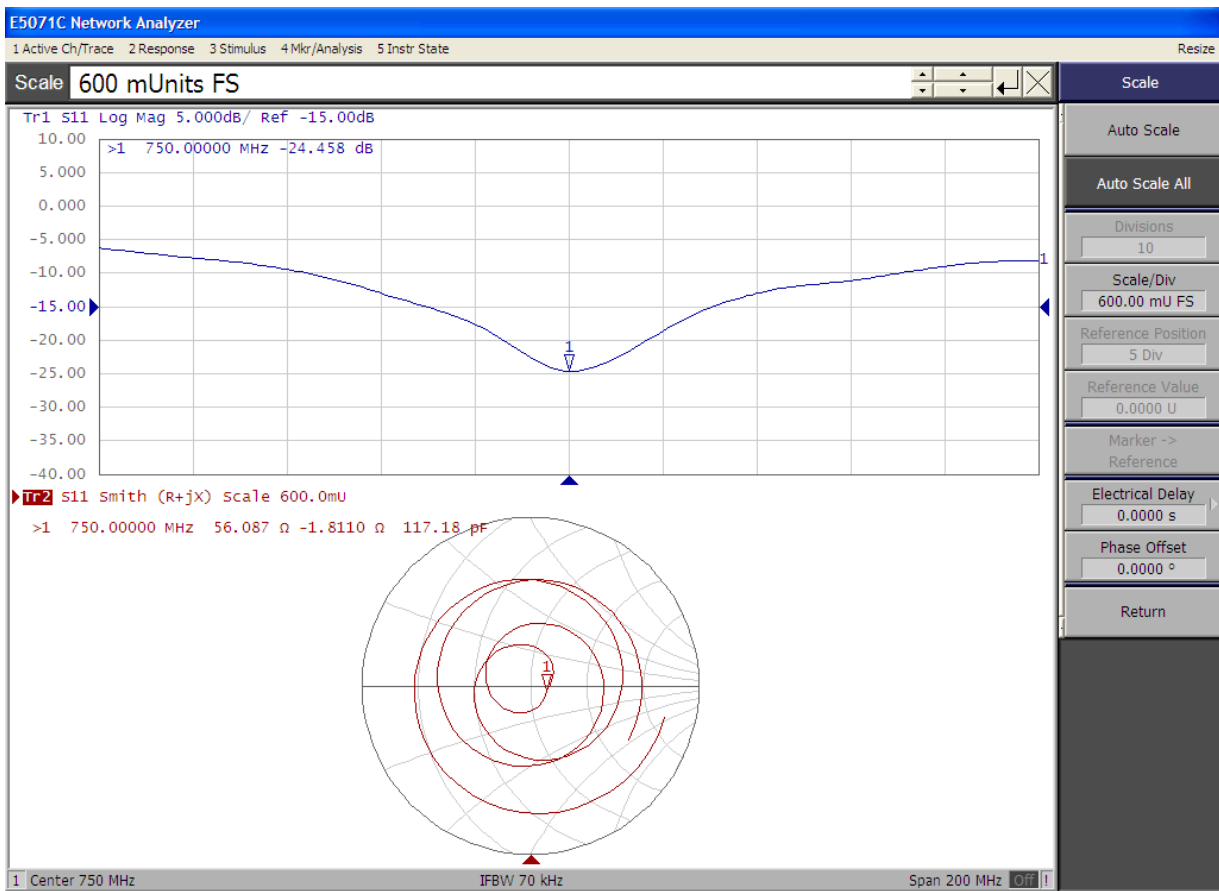 E5071C Network Analyzer
1 Active Ch/Trace 2 Response 3 Stimulus 4 Mkr/Analysis 5 Instr State Resize
Scale 600 mUnits FS
Tr1 S11 Log Mag 5.000dB/ Ref -15.00dB
>1 750.00000 MHz -24.458 dB
10.00
5.000
0.000
-5.000
-10.00
-15.00
-20.00
-25.00
-30.00
-35.00
-40.00
1
1
Tr2 S11 Smith (R+jX) Scale 600.0mU
>1 750.00000 MHz 56.087 Ω -1.8110 Ω 117.18 pF
1
Scale
Auto Scale
Auto Scale All
Divisions
10
Scale/Div
600.00 mU FS
Reference Position
5 Div
Reference Value
0.0000 U
Marker ->
Reference
Electrical Delay
0.0000 s
Phase Offset
0.0000 °
Return
1 Center 750 MHz IFBW 70 kHz Span 200 MHz Off !